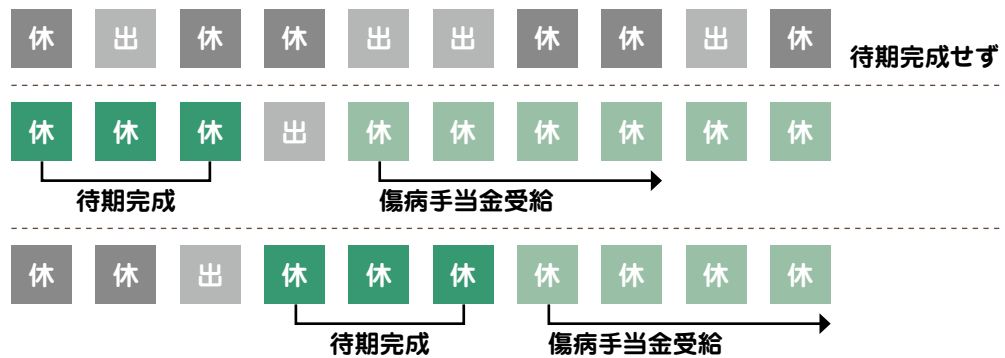 休 出 休 休 出 出 休 休 出 休
待期完成せず
休 休 休 出 休 休 休 休 休 休
待期完成 傷病手当金受給
休 休 出 休 休 休 休 休 休 休
待期完成 傷病手当金受給